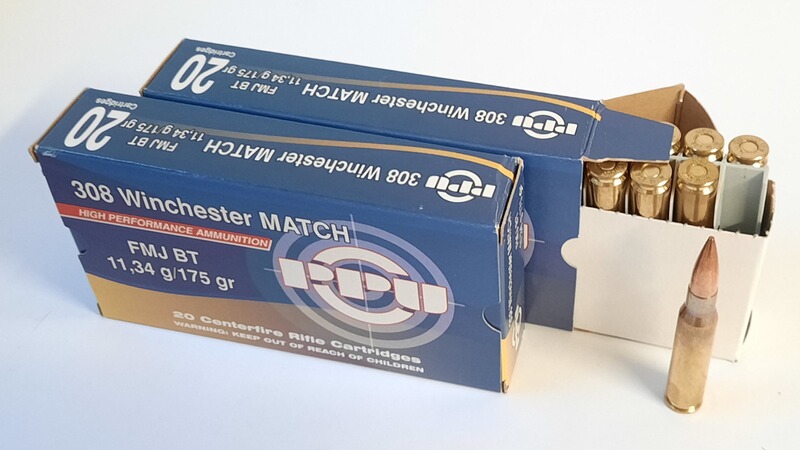 308 Winchester MATCH
FMJ BT
11,34 g/175 gr
20
Cartridges
PPU
308 Winchester MATCH
FMJ BT
11,34 g/175 gr
20
Cartridges
PPU
308 Winchester MATCH
HIGH PERFORMANCE AMMUNITION
FMJ BT
11,34 g/175 gr
PPU
20 Centerfire Rifle Cartridges
WARNING: KEEP OUT OF REACH OF CHILDREN